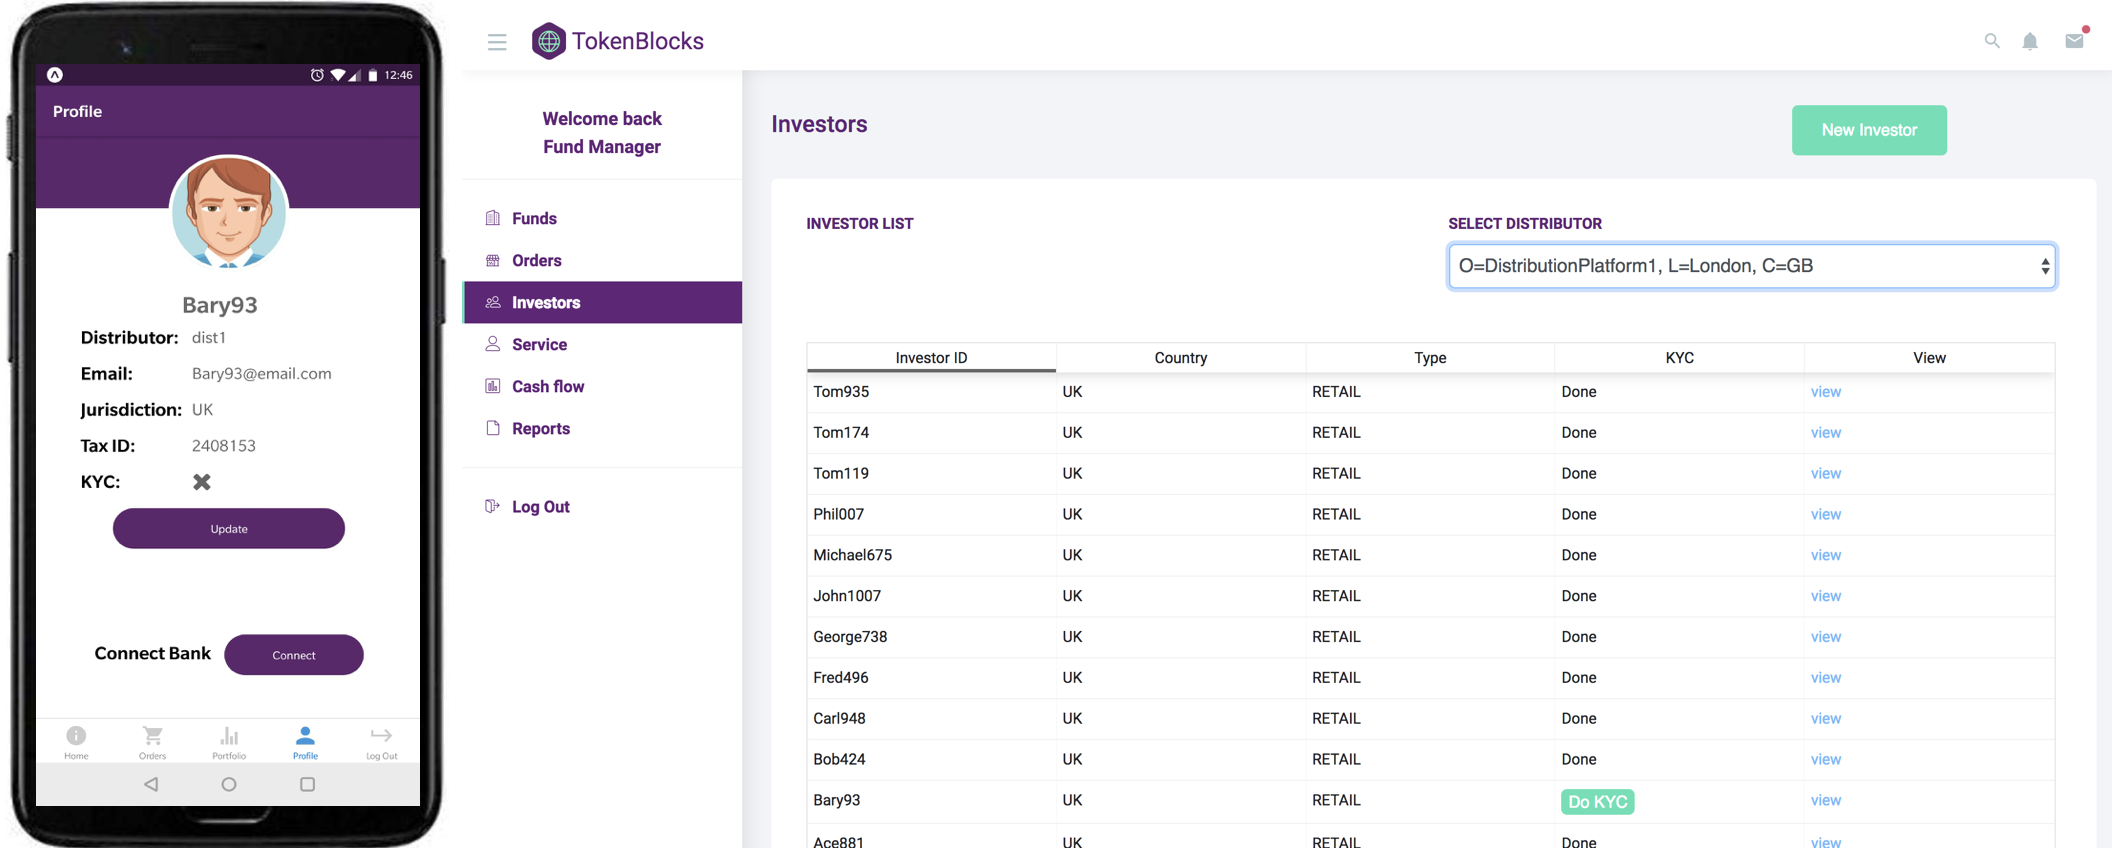 12:46
Profile
Bary93
Distributor: dist1
Email: Bary93@email.com
Jurisdiction: UK
Tax ID: 2408153
KYC: ✖
Update
Connect Bank Connect
Home Orders Portfolio Profile Log Out
TokenBlocks
Welcome back
Fund Manager
Funds
Orders
Investors
Service
Cash flow
Reports
Log Out
Investors
New Investor
INVESTOR LIST
SELECT DISTRIBUTOR
O=DistributionPlatform1, L=London, C=GB
Investor ID Country Type KYC View
Tom935 UK RETAIL Done view
Tom174 UK RETAIL Done view
Tom119 UK RETAIL Done view
Phil007 UK RETAIL Done view
Michael675 UK RETAIL Done view
John1007 UK RETAIL Done view
George738 UK RETAIL Done view
Fred496 UK RETAIL Done view
Carl948 UK RETAIL Done view
Bob424 UK RETAIL Done view
Bary93 UK RETAIL Do KYC view
Ace881 UK RETAIL Done view